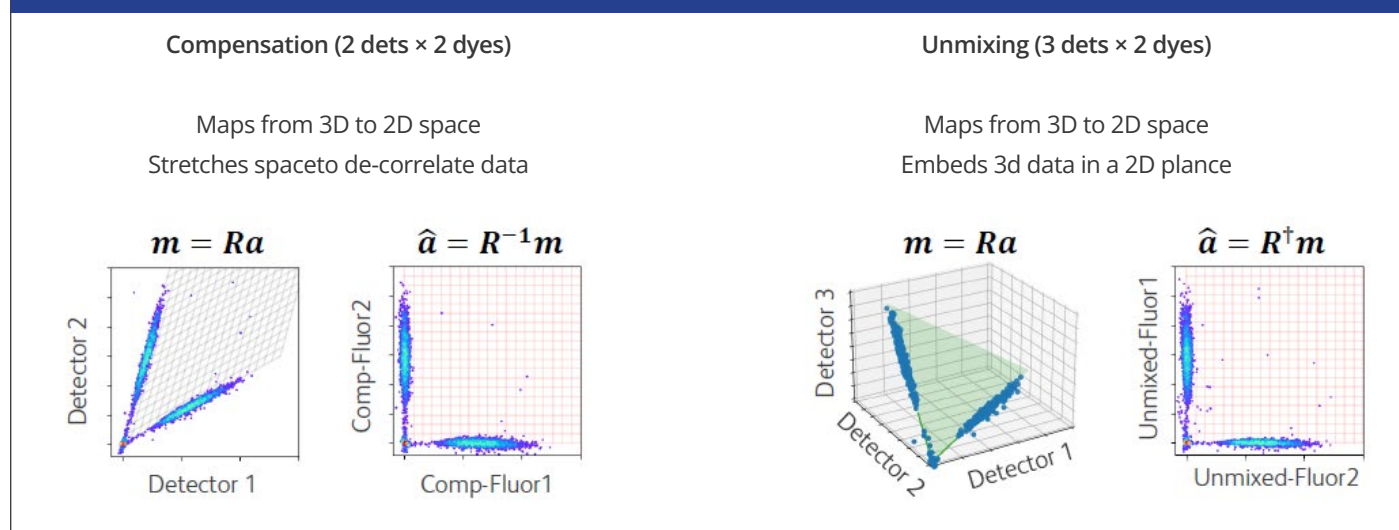 Compensation (2 dets × 2 dyes)
Maps from 3D to 2D space
Stretches spaceto de-correlate data
m = Ra
â = R⁻¹m
Detector 2
Detector 1
Comp-Fluor2
Comp-Fluor1
Unmixing (3 dets × 2 dyes)
Maps from 3D to 2D space
Embeds 3d data in a 2D plance
m = Ra
â = R†m
Detector 3
Detector 2
Detector 1
Unmixed-Fluor1
Unmixed-Fluor2